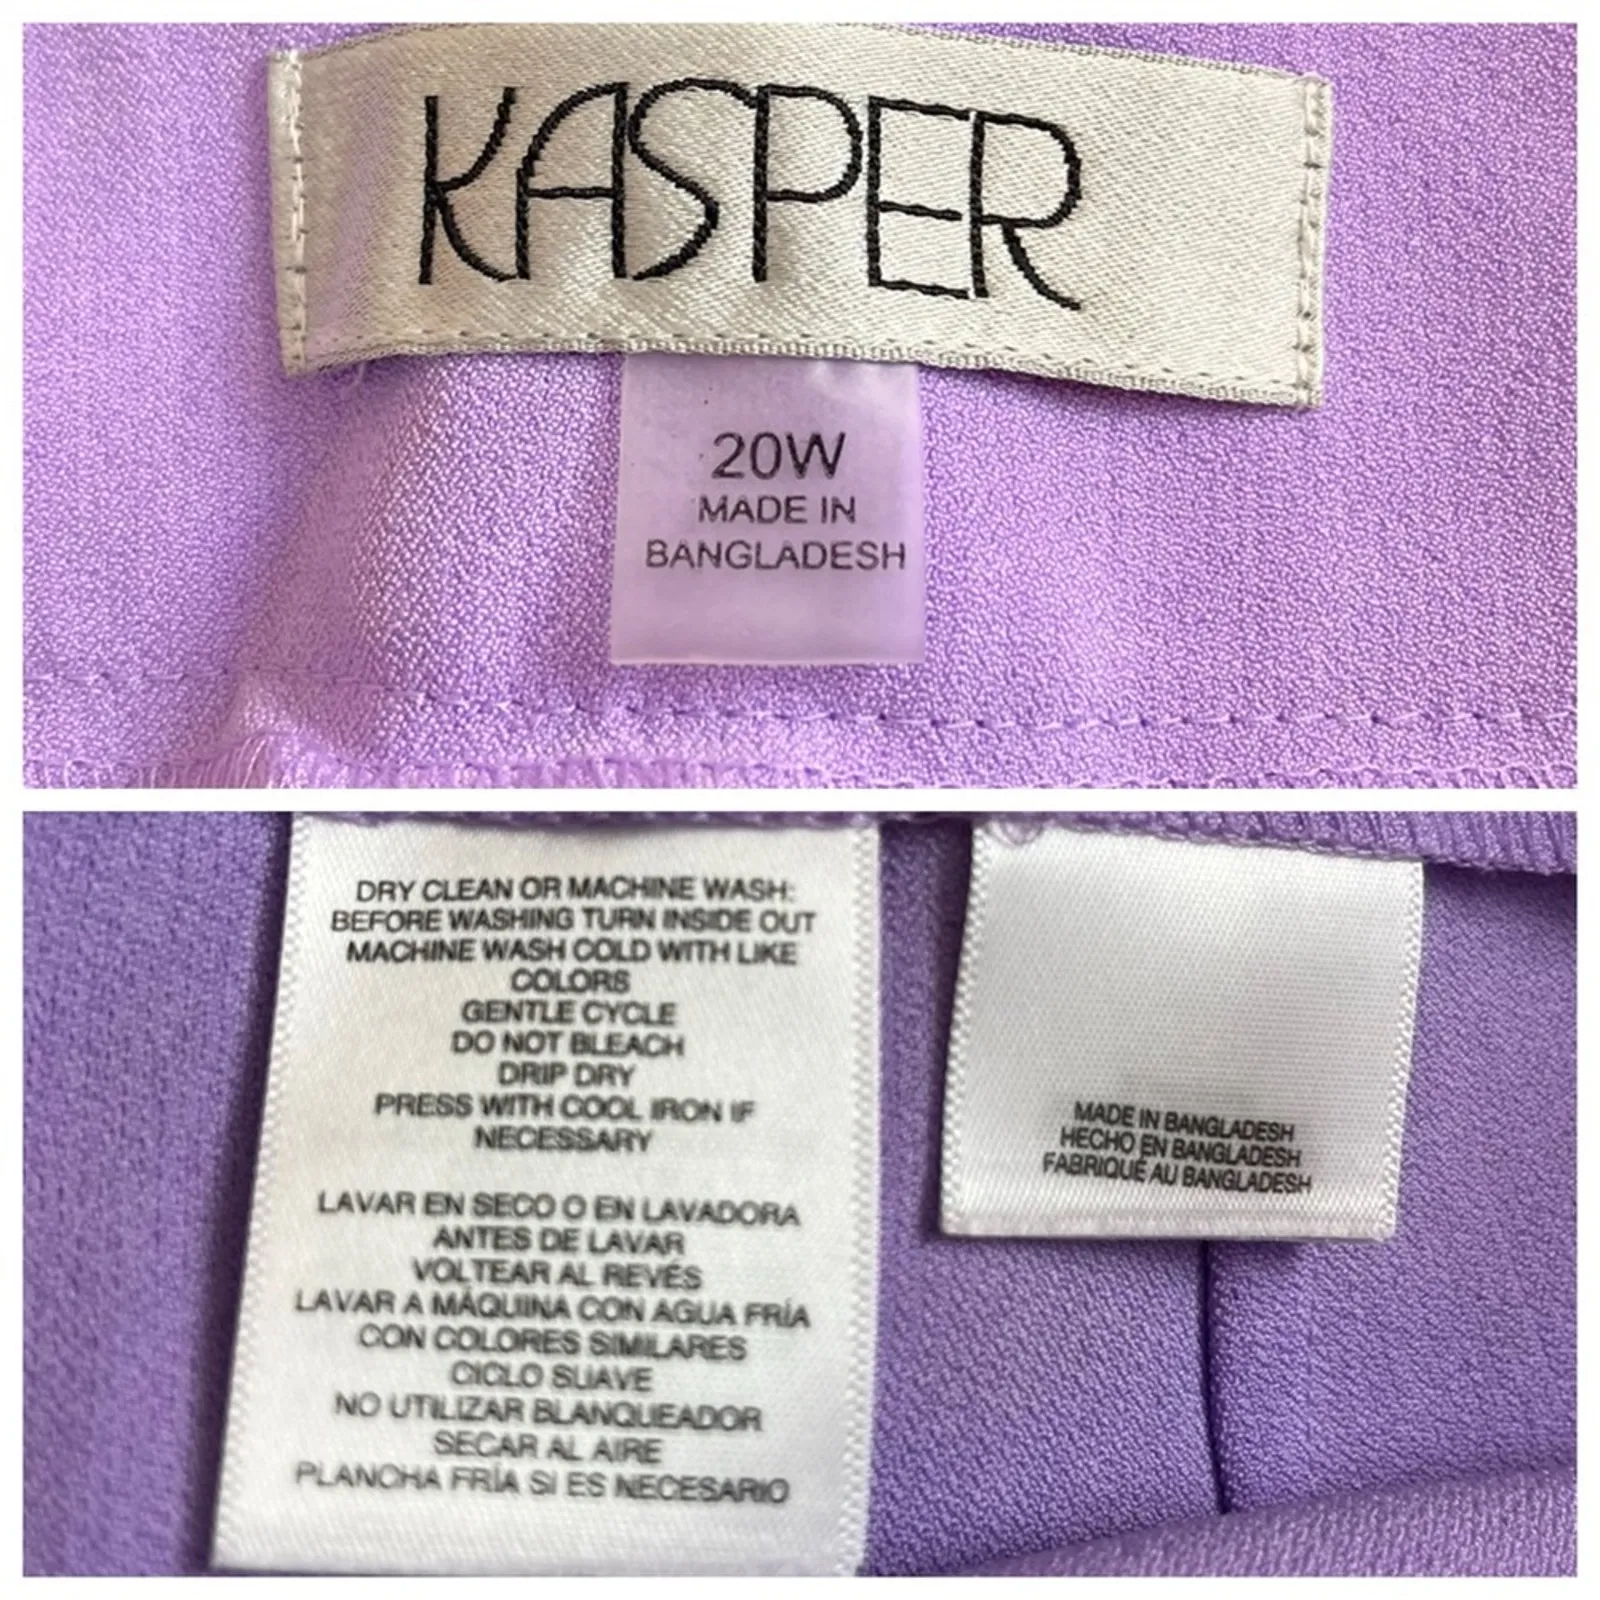 KASPER
20W
MADE IN
BANGLADESH
DRY CLEAN OR MACHINE WASH:
BEFORE WASHING TURN INSIDE OUT
MACHINE WASH COLD WITH LIKE
COLORS
GENTLE CYCLE
DO NOT BLEACH
DRIP DRY
PRESS WITH COOL IRON IF
NECESSARY
LAVAR EN SECO O EN LAVADORA
ANTES DE LAVAR
VOLTEAR AL REVÉS
LAVAR A MÁQUINA CON AGUA FRÍA
CON COLORES SIMILARES
CICLO SUAVE
NO UTILIZAR BLANQUEADOR
SECAR AL AIRE
PLANCHA FRÍA SI ES NECESARIO
MADE IN BANGLADESH
HECHO EN BANGLADESH
FABRIQUÉ AU BANGLADESH